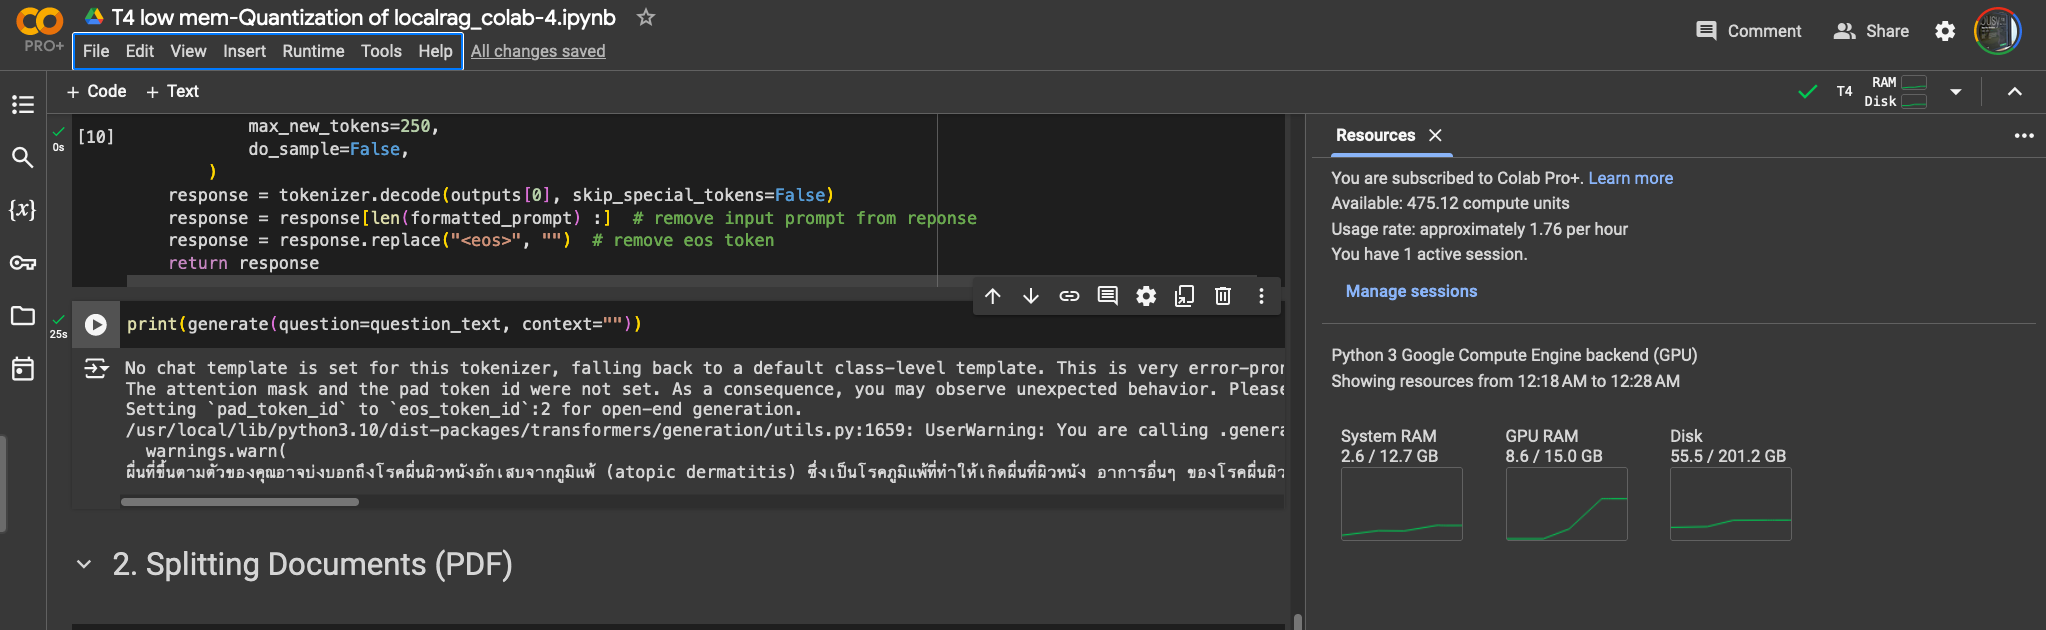 T4 low mem-Quantization of localrag_colab-4.ipynb
PRO+
File Edit View Insert Runtime Tools Help All changes saved
Comment Share
+ Code + Text
T4 RAM
Disk
[10]
0s
max_new_tokens=250,
do_sample=False,
)
response = tokenizer.decode(outputs[0], skip_special_tokens=False)
response = response[len(formatted_prompt) :]  # remove input prompt from reponse
response = response.replace("<eos>", "")  # remove eos token
return response
25s
print(generate(question=question_text, context=""))
No chat template is set for this tokenizer, falling back to a default class-level template. This is very error-pron
The attention mask and the pad token id were not set. As a consequence, you may observe unexpected behavior. Please
Setting `pad_token_id` to `eos_token_id`:2 for open-end generation.
/usr/local/lib/python3.10/dist-packages/transformers/generation/utils.py:1659: UserWarning: You are calling .genera
warnings.warn(
ผื่นที่ขึ้นตามตัวของคุณอาจบ่งบอกถึงโรคผื่นผิวหนังอักเสบจากภูมิแพ้ (atopic dermatitis) ซึ่งเป็นโรคภูมิแพ้ที่ทำให้เกิดผื่นที่ผิวหนัง อาการอื่นๆ ของโรคผื่นผิว
2. Splitting Documents (PDF)
Resources
You are subscribed to Colab Pro+. Learn more
Available: 475.12 compute units
Usage rate: approximately 1.76 per hour
You have 1 active session.
Manage sessions
Python 3 Google Compute Engine backend (GPU)
Showing resources from 12:18 AM to 12:28 AM
System RAM
2.6 / 12.7 GB
GPU RAM
8.6 / 15.0 GB
Disk
55.5 / 201.2 GB